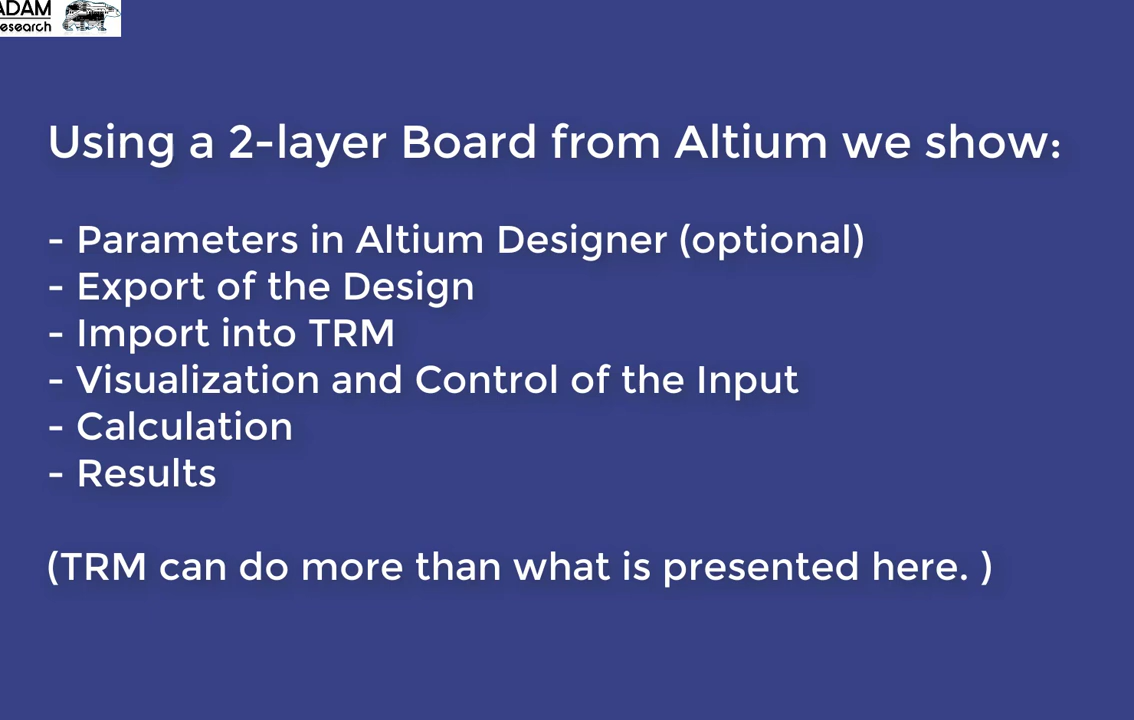 ADAM
Research
Using a 2-layer Board from Altium we show:
- Parameters in Altium Designer (optional)
- Export of the Design
- Import into TRM
- Visualization and Control of the Input
- Calculation
- Results
(TRM can do more than what is presented here. )